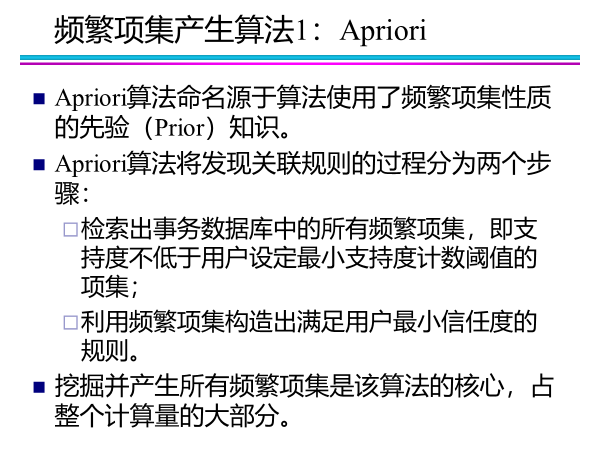 频繁项集产生算法1：Apriori
Apriori算法命名源于算法使用了频繁项集性质
的先验（Prior）知识。
Apriori算法将发现关联规则的过程分为两个步
骤：
检索出事务数据库中的所有频繁项集，即支
持度不低于用户设定最小支持度计数阈值的
项集；
利用频繁项集构造出满足用户最小信任度的
规则。
挖掘并产生所有频繁项集是该算法的核心，占
整个计算量的大部分。